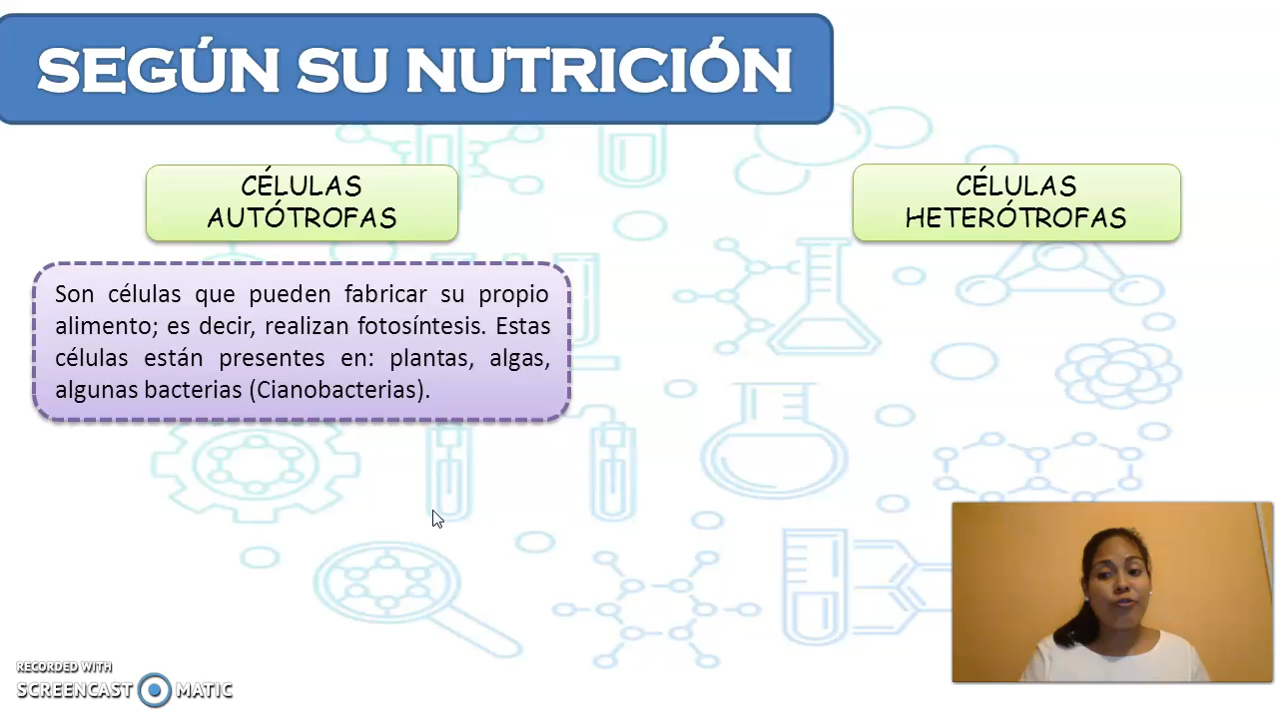 SEGÚN SU NUTRICIÓN
CÉLULAS
AUTÓTROFAS
CÉLULAS
HETERÓTROFAS
Son células que pueden fabricar su propio
alimento; es decir, realizan fotosíntesis. Estas
células están presentes en: plantas, algas,
algunas bacterias (Cianobacterias).
RECORDED WITH
SCREENCAST MATIC